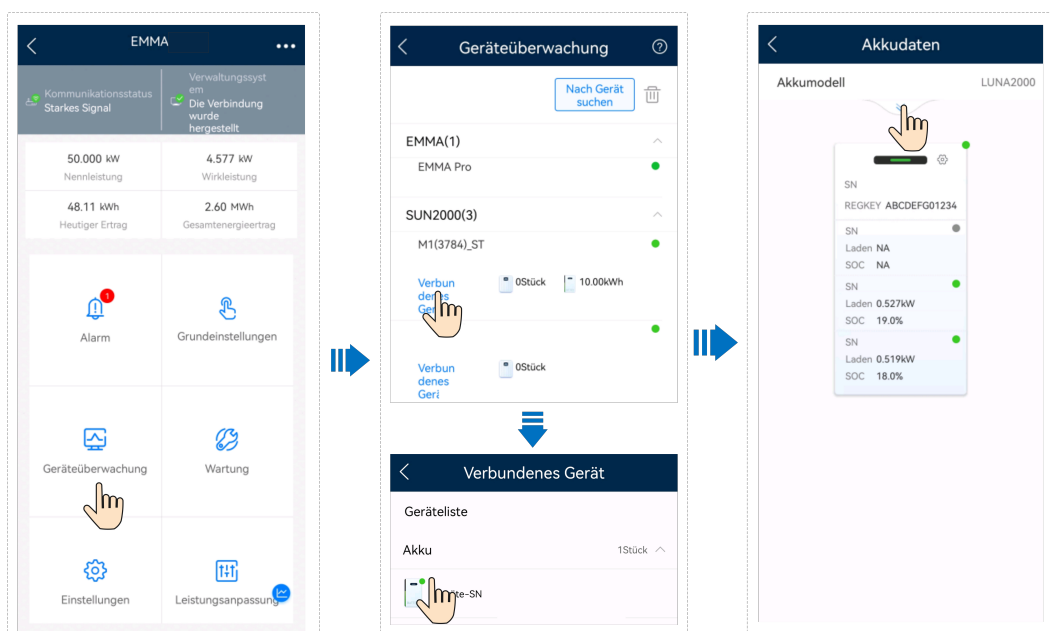 EMMA
Kommunikationsstatus
Starkes Signal
Verwaltungssyst
em
Die Verbindung
wurde
hergestellt
50.000 kW
Nennleistung
4.577 kW
Wirkleistung
48.11 kWh
Heutiger Ertrag
2.60 MWh
Gesamtenergieertrag
1
Alarm
Grundeinstellungen
Geräteüberwachung
Wartung
Einstellungen
Leistungsanpassung
Geräteüberwachung
Nach Gerät
suchen
EMMA(1)
EMMA Pro
SUN2000(3)
M1(3784)_ST
Verbun
denes
0Stück
10.00kWh
Verbun
denes
Gerä
0Stück
Verbundenes Gerät
Geräteliste
Akku
1Stück
Akkudaten
Akkumodell
LUNA2000
SN
REGKEY ABCDEFG01234
SN
Laden NA
SOC NA
SN
Laden 0.527kW
SOC 19.0%
SN
Laden 0.519kW
SOC 18.0%